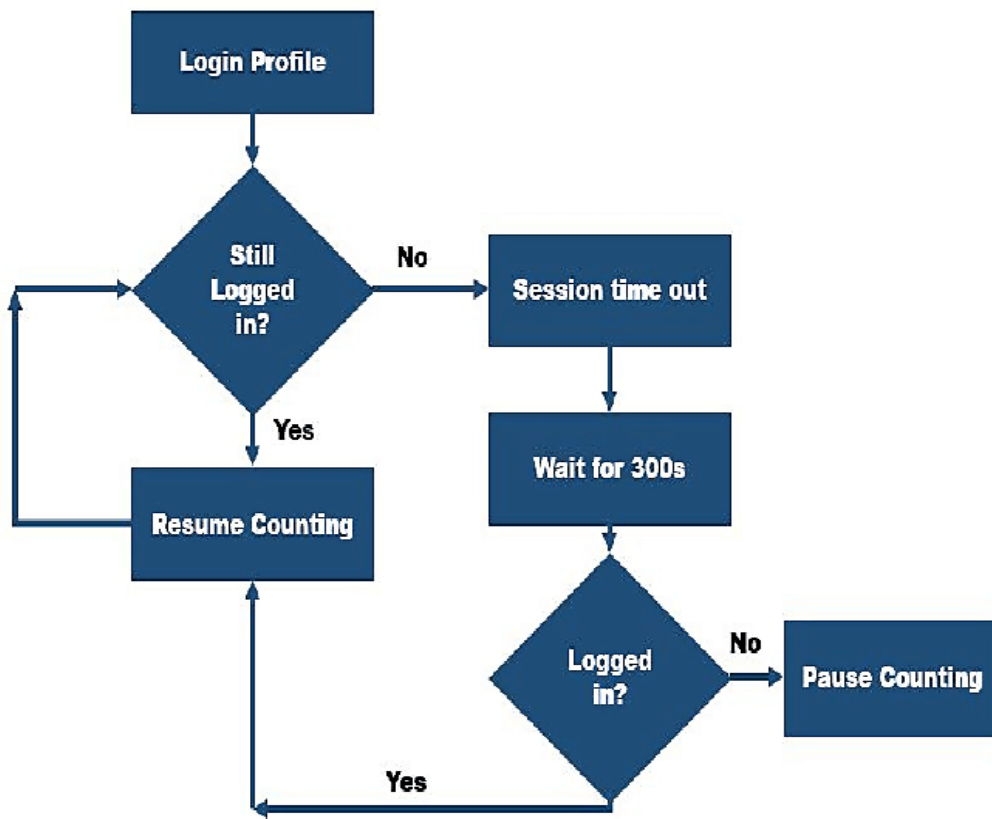 Login Profile
Still
Logged
in?
No
Session time out
Yes
Wait for 300s
Resume Counting
Logged
in?
No
Pause Counting
Yes